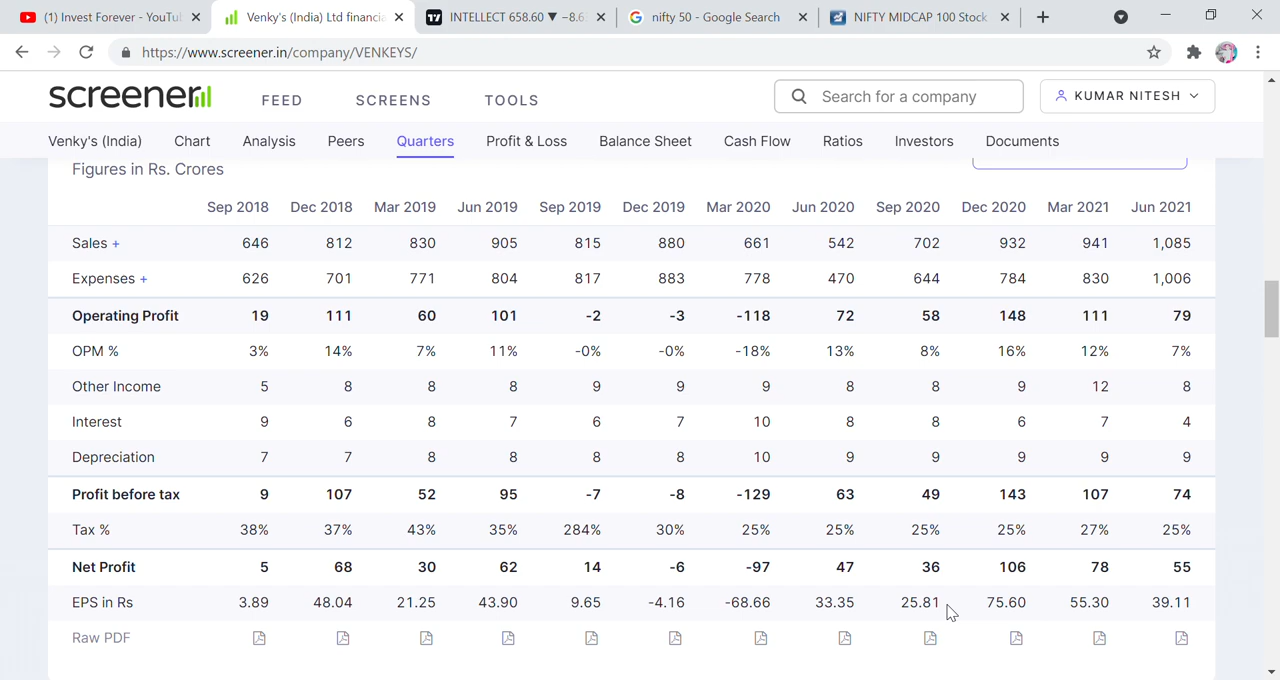 (1) Invest Forever - YouTu
Venky's (India) Ltd financia
INTELLECT 658.60 ▼ −8.6
nifty 50 - Google Search
NIFTY MIDCAP 100 Stock
https://www.screener.in/company/VENKEYS/
screener
FEED
SCREENS
TOOLS
Search for a company
KUMAR NITESH
Venky's (India) Chart Analysis Peers Quarters Profit & Loss Balance Sheet Cash Flow Ratios Investors Documents
Figures in Rs. Crores
Sep 2018 Dec 2018 Mar 2019 Jun 2019 Sep 2019 Dec 2019 Mar 2020 Jun 2020 Sep 2020 Dec 2020 Mar 2021 Jun 2021
Sales + 646 812 830 905 815 880 661 542 702 932 941 1,085
Expenses + 626 701 771 804 817 883 778 470 644 784 830 1,006
Operating Profit 19 111 60 101 -2 -3 -118 72 58 148 111 79
OPM % 3% 14% 7% 11% -0% -0% -18% 13% 8% 16% 12% 7%
Other Income 5 8 8 8 9 9 9 8 8 9 12 8
Interest 9 6 8 7 6 7 10 8 8 6 7 4
Depreciation 7 7 8 8 8 8 10 9 9 9 9 9
Profit before tax 9 107 52 95 -7 -8 -129 63 49 143 107 74
Tax % 38% 37% 43% 35% 284% 30% 25% 25% 25% 25% 27% 25%
Net Profit 5 68 30 62 14 -6 -97 47 36 106 78 55
EPS in Rs 3.89 48.04 21.25 43.90 9.65 -4.16 -68.66 33.35 25.81 75.60 55.30 39.11
Raw PDF